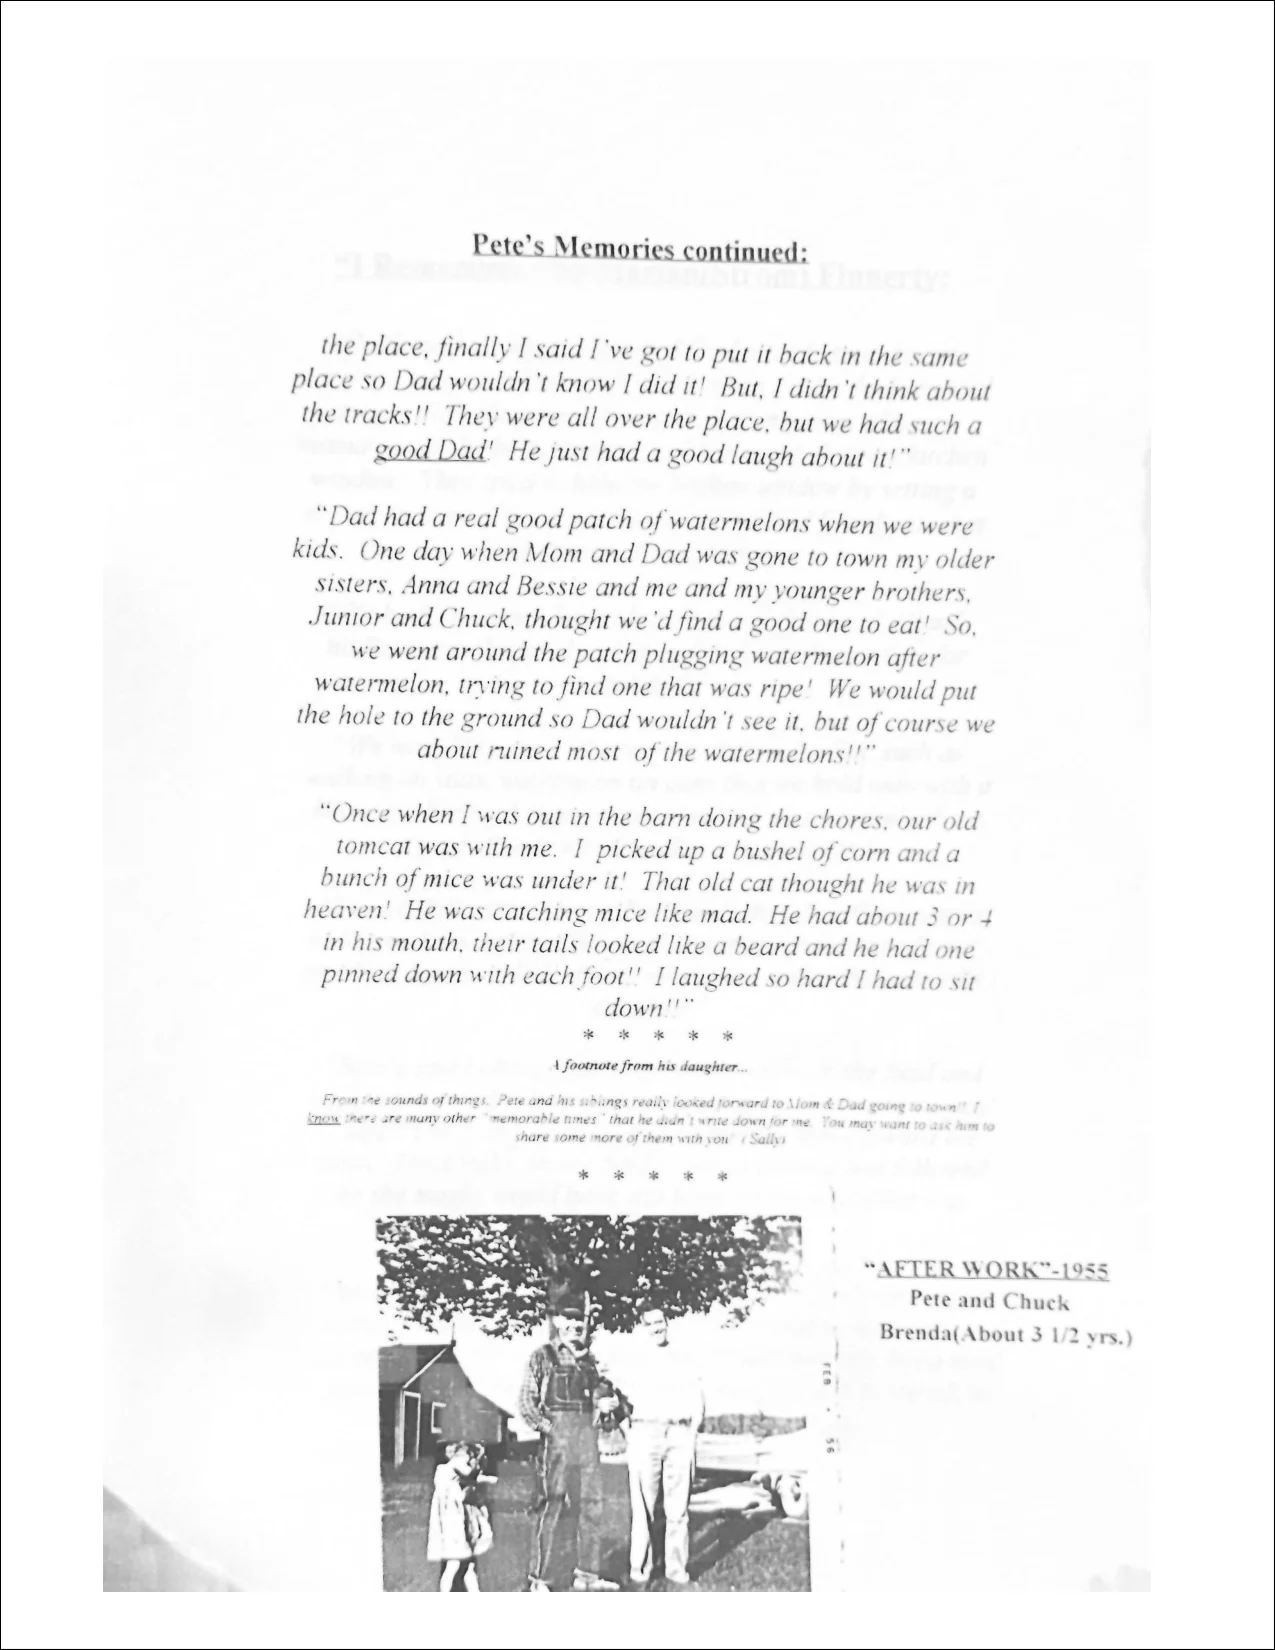 Pete's Memories continued:
the place, finally I said I've got to put it back in the same
place so Dad wouldn't know I did it!  But, I didn't think about
the tracks!!  They were all over the place, but we had such a
good Dad!  He just had a good laugh about it!"
"Dad had a real good patch of watermelons when we were
kids.  One day when Mom and Dad was gone to town my older
sisters, Anna and Bessie and me and my younger brothers,
Junior and Chuck, thought we'd find a good one to eat!  So,
we went around the patch plugging watermelon after
watermelon, trying to find one that was ripe!  We would put
the hole to the ground so Dad wouldn't see it, but of course we
about ruined most  of the watermelons!!"
"Once when I was out in the barn doing the chores, our old
tomcat was with me.  I  picked up a bushel of corn and a
bunch of mice was under it!  That old cat thought he was in
heaven!  He was catching mice like mad.  He had about 3 or 4
in his mouth, their tails looked like a beard and he had one
pinned down with each foot!!  I laughed so hard I had to sit
down!!"
* * * * *
A footnote from his daughter...
From the sounds of things, Pete and his siblings really looked forward to Mom & Dad going to town!! I
know there are many other "memorable times" that he didn't write down for me. You may want to ask him to
share some more of them with you! (Sally)
* * * * *
"AFTER WORK"-1955
Pete and Chuck
Brenda(About 3 1/2 yrs.)
FEB • 56